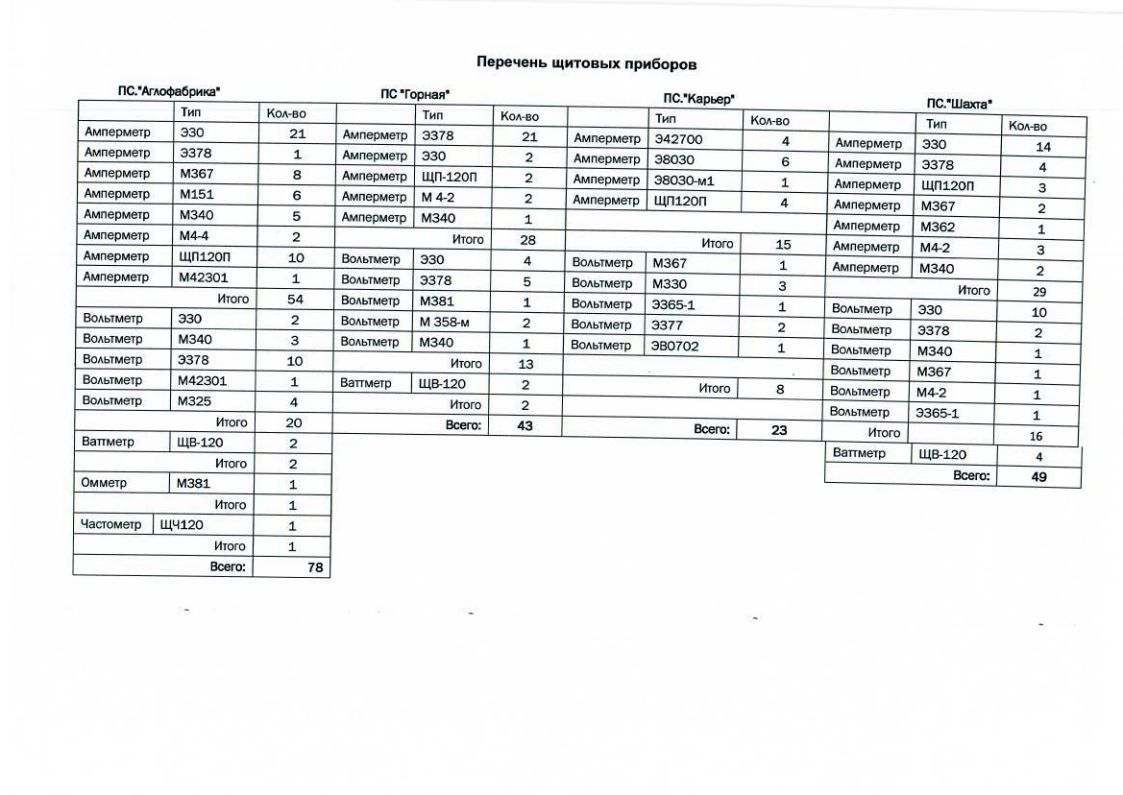 Перечень щитовых приборов
ПС."Аглофабрика"
Тип Кол-во
Амперметр Э30 21
Амперметр Э378 1
Амперметр М367 8
Амперметр М151 6
Амперметр М340 5
Амперметр М4-4 2
Амперметр ЩП120П 10
Амперметр М42301 1
Итого 54
Вольтметр Э30 2
Вольтметр М340 3
Вольтметр Э378 10
Вольтметр М42301 1
Вольтметр М325 4
Итого 20
Ваттметр ЩВ-120 2
Итого 2
Омметр М381 1
Итого 1
Частометр ЩЧ120 1
Итого 1
Всего: 78
ПС "Горная"
Тип Кол-во
Амперметр Э378 21
Амперметр Э30 2
Амперметр ЩП-120П 2
Амперметр М 4-2 2
Амперметр М340 1
Итого 28
Вольтметр Э30 4
Вольтметр Э378 5
Вольтметр М381 1
Вольтметр М 358-м 2
Вольтметр М340 1
Итого 13
Ваттметр ЩВ-120 2
Итого 2
Всего: 43
ПС."Карьер"
Тип Кол-во
Амперметр Э42700 4
Амперметр Э8030 6
Амперметр Э8030-м1 1
Амперметр ЩП120П 4
Итого 15
Вольтметр М367 1
Вольтметр М330 3
Вольтметр Э365-1 1
Вольтметр Э377 2
Вольтметр ЭВ0702 1
Итого 8
Всего: 23
ПС."Шахта"
Тип Кол-во
Амперметр Э30 14
Амперметр Э378 4
Амперметр ЩП120П 3
Амперметр М367 2
Амперметр М362 1
Амперметр М4-2 3
Амперметр М340 2
Итого 29
Вольтметр Э30 10
Вольтметр Э378 2
Вольтметр М340 1
Вольтметр М367 1
Вольтметр М4-2 1
Вольтметр Э365-1 1
Итого 16
Ваттметр ЩВ-120 4
Всего: 49